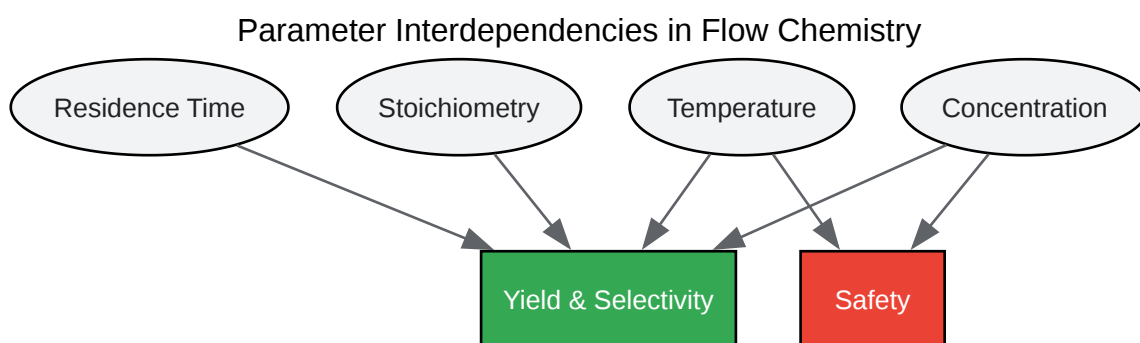 Parameter Interdependencies in Flow Chemistry
Residence Time
Stoichiometry
Temperature
Concentration
Yield & Selectivity
Safety